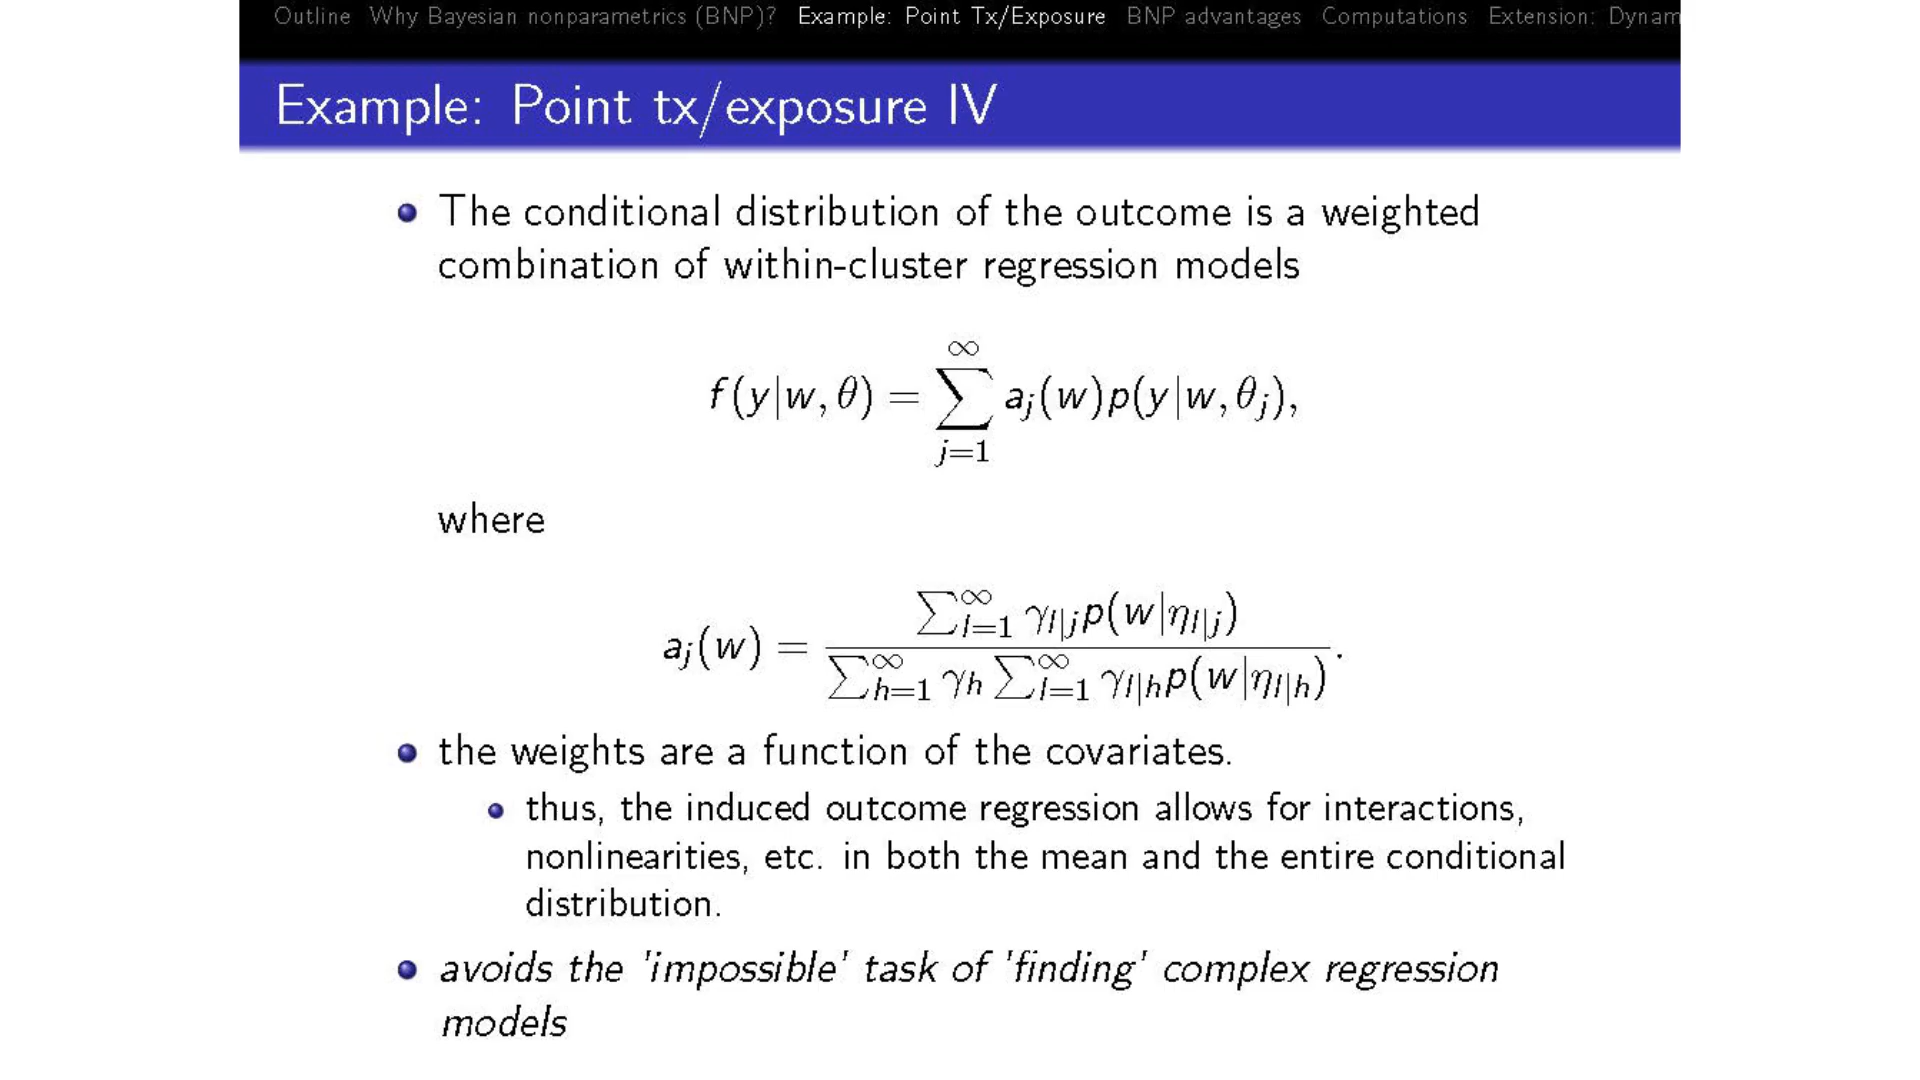 Outline Why Bayesian nonparametrics (BNP)? Example: Point Tx/Exposure BNP advantages Computations Extension: Dynam
Example: Point tx/exposure IV
The conditional distribution of the outcome is a weighted
combination of within-cluster regression models
f(y|w, θ) = ∑_{j=1}^{∞} a_j(w)p(y|w, θ_j),
where
a_j(w) = \frac{∑_{l=1}^{∞} γ_{l|j} p(w|η_{l|j})}{∑_{h=1}^{∞} γ_h ∑_{l=1}^{∞} γ_{l|h} p(w|η_{l|h})}.
the weights are a function of the covariates.
thus, the induced outcome regression allows for interactions,
nonlinearities, etc. in both the mean and the entire conditional
distribution.
avoids the 'impossible' task of 'finding' complex regression
models